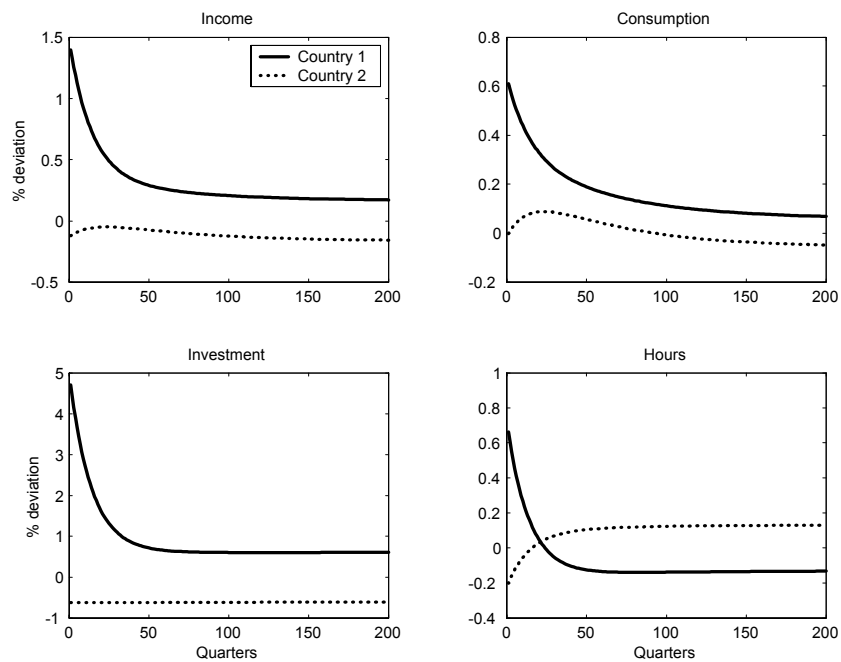 Income
% deviation
1.5
1
0.5
0
-0.5
0 50 100 150 200
Country 1
Country 2
Consumption
0.8
0.6
0.4
0.2
0
-0.2
0 50 100 150 200
Investment
% deviation
5
4
3
2
1
0
-1
0 50 100 150 200
Quarters
Hours
1
0.8
0.6
0.4
0.2
0
-0.2
-0.4
0 50 100 150 200
Quarters